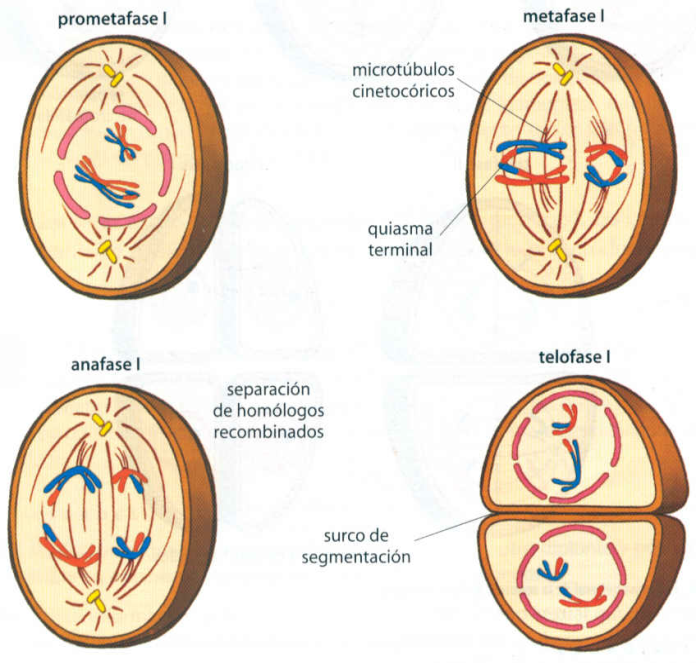 prometafase I
metafase I
microtúbulos
cinetocóricos
quiasma
terminal
anafase I
separación
de homólogos
recombinados
telofase I
surco de
segmentación